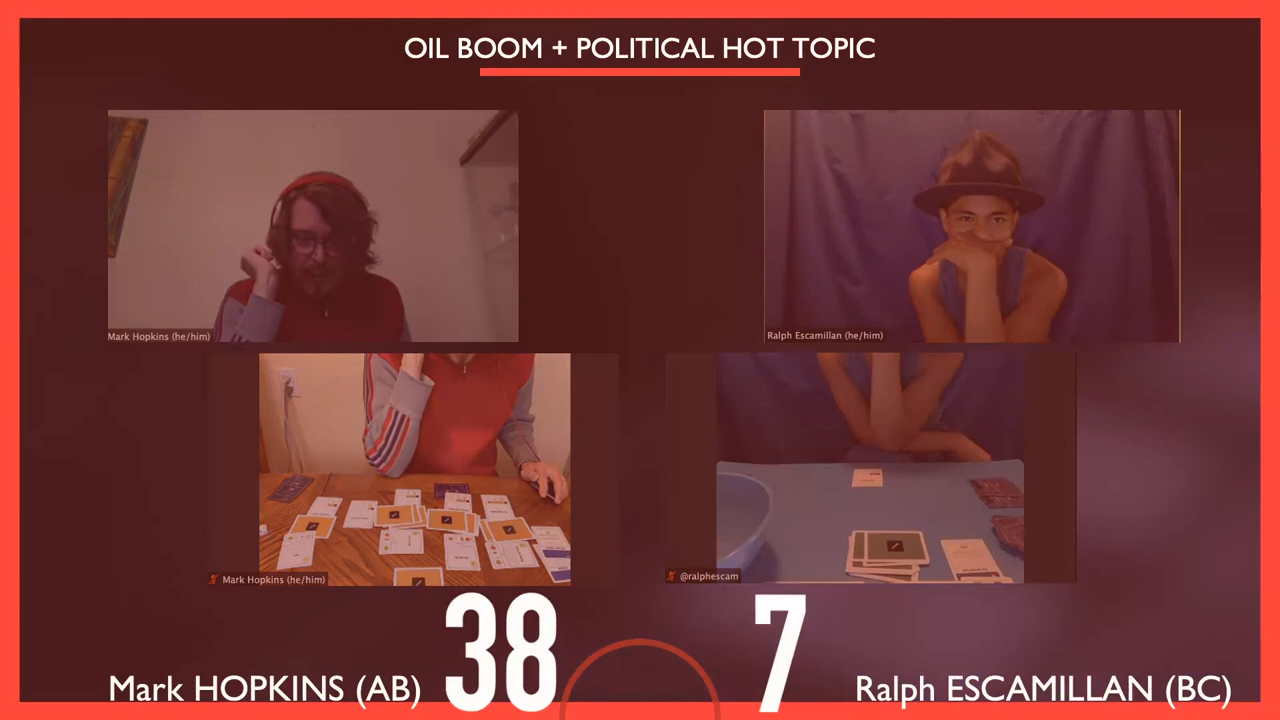 OIL BOOM + POLITICAL HOT TOPIC
Mark Hopkins (he/him)
Ralph Escamillan (he/him)
Mark Hopkins (he/him)
@ralphescam
38
7
Mark HOPKINS (AB)
Ralph ESCAMILLAN (BC)